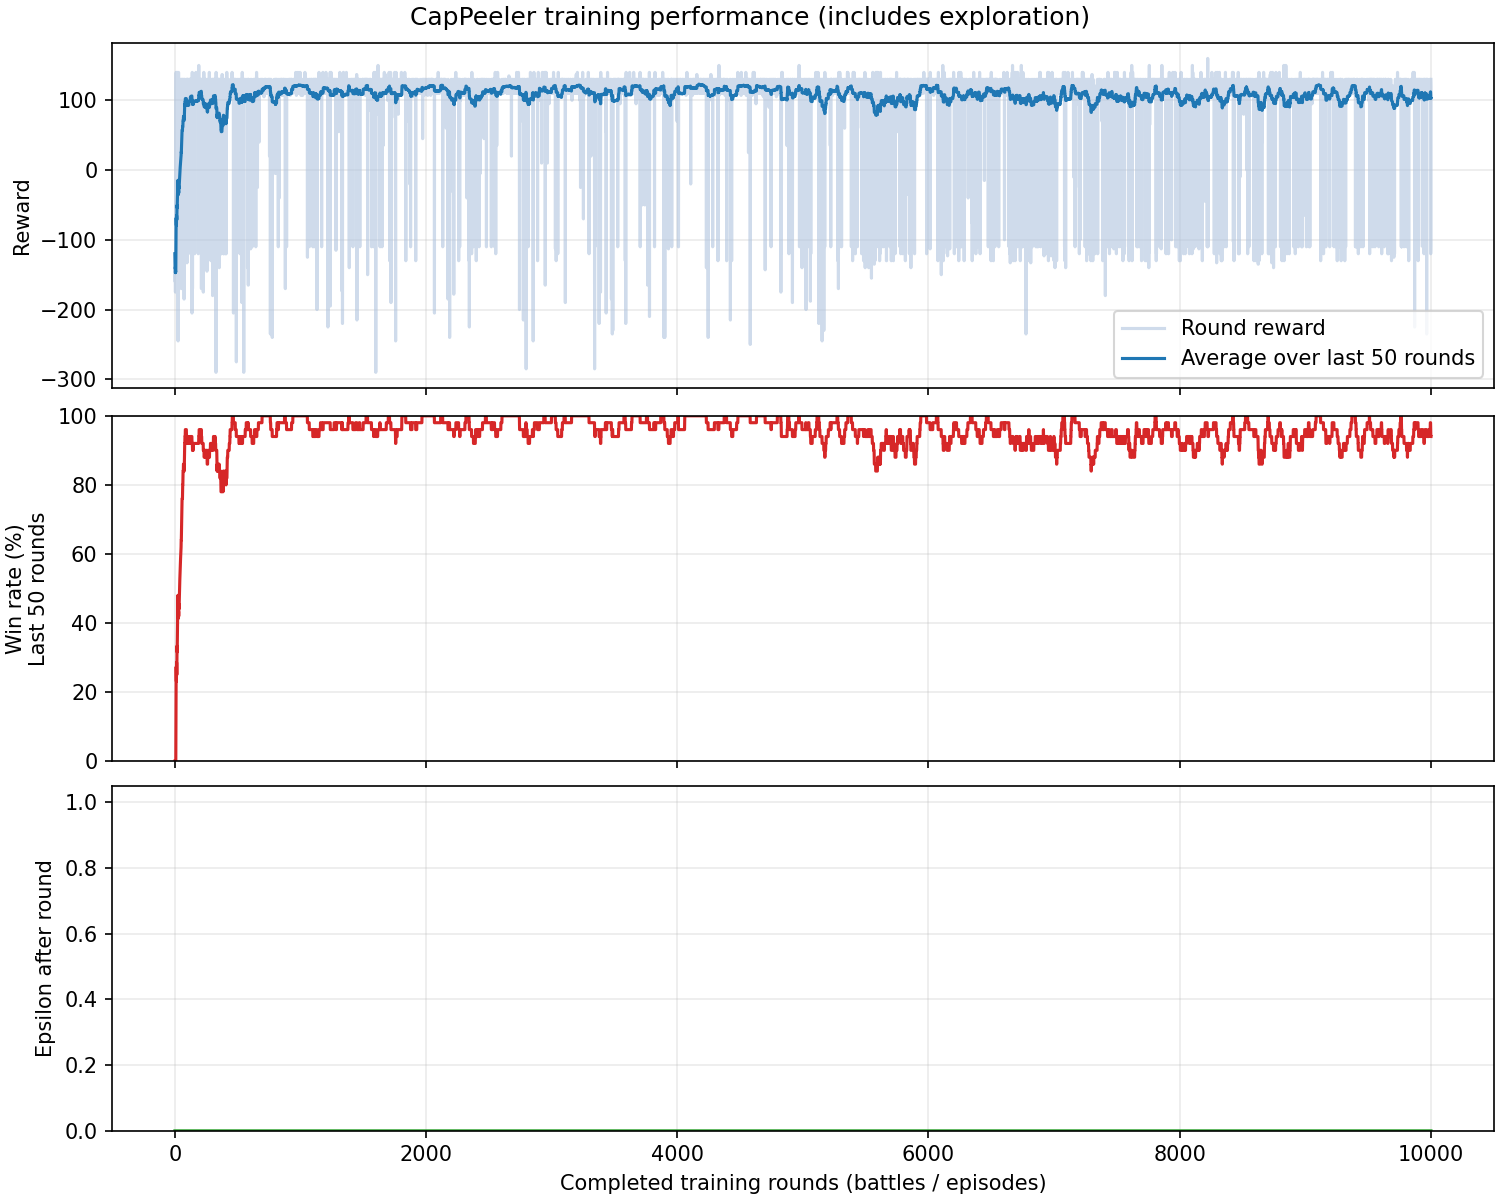 CapPeeler training performance (includes exploration)
Reward
100
0
−100
−200
−300
Round reward
Average over last 50 rounds
Win rate (%)
Last 50 rounds
100
80
60
40
20
0
Epsilon after round
1.0
0.8
0.6
0.4
0.2
0.0
0 2000 4000 6000 8000 10000
Completed training rounds (battles / episodes)